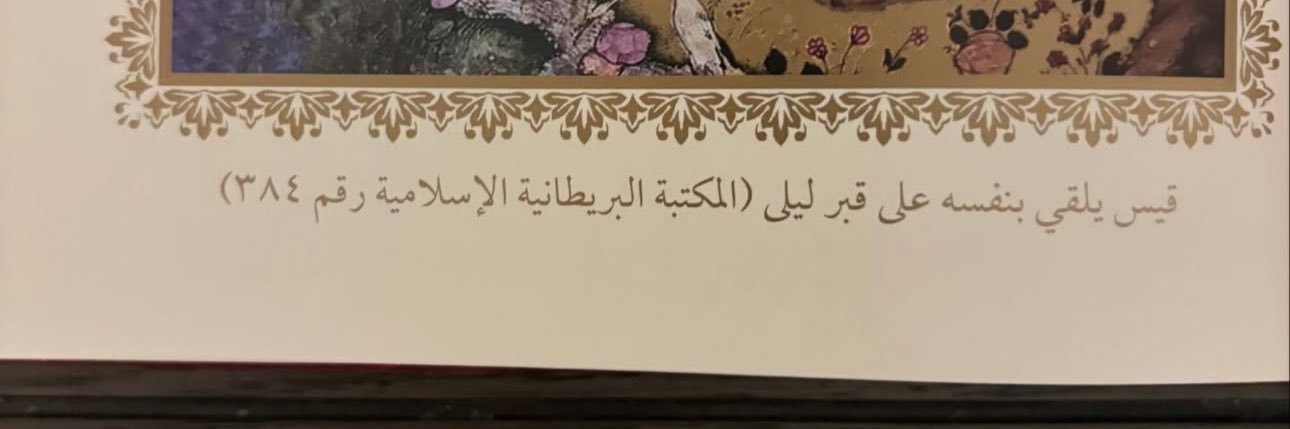 قيس يلقي بنفسه على قبر ليلى (المكتبة البريطانية الإسلامية رقم ٣٨٤)